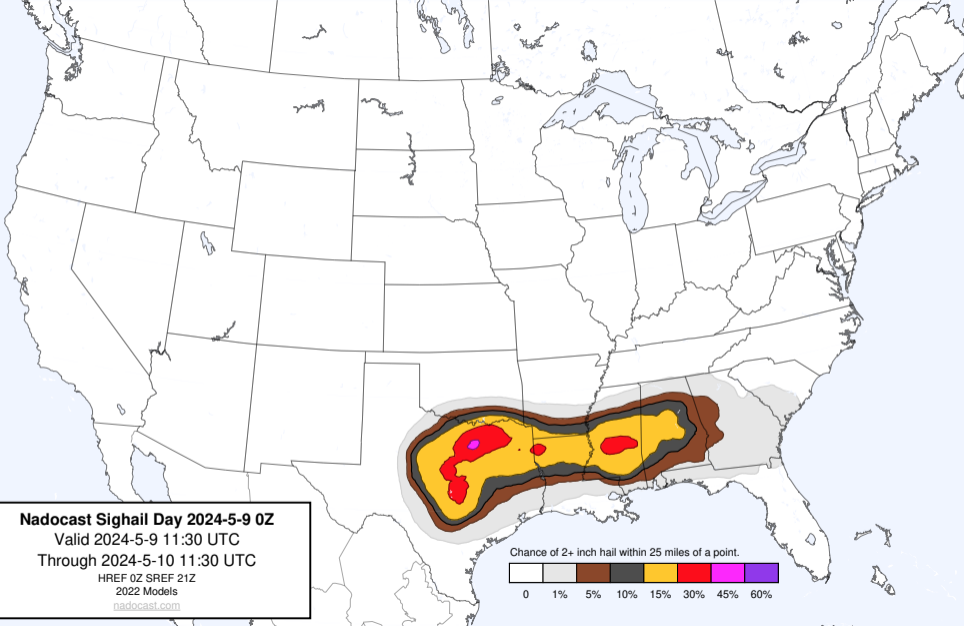 Nadocast Sighail Day 2024-5-9 0Z
Valid 2024-5-9 11:30 UTC
Through 2024-5-10 11:30 UTC
HREF 0Z SREF 21Z
2022 Models
nadocast.com
Chance of 2+ inch hail within 25 miles of a point.
0 1% 5% 10% 15% 30% 45% 60%